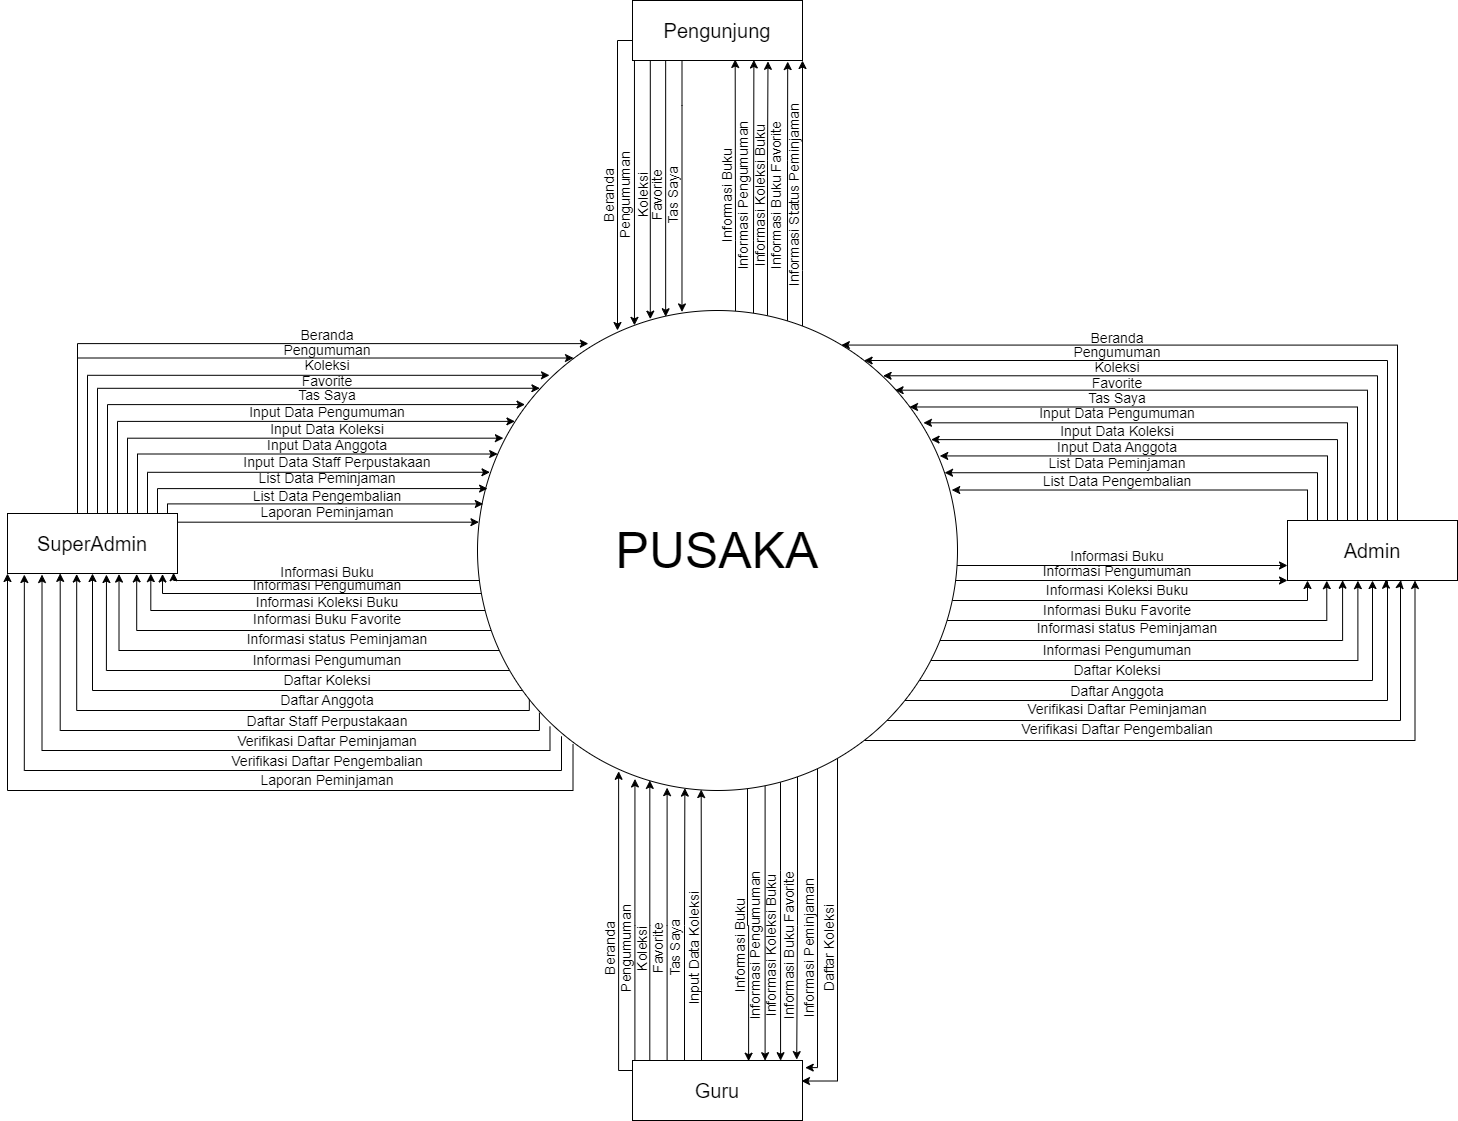 Pengunjung
Beranda
Pengumuman
Koleksi
Favorite
Tas Saya
Informasi Buku
Informasi Pengumuman
Informasi Koleksi Buku
Informasi Buku Favorite
Informasi Status Peminjaman
Beranda
Pengumuman
Koleksi
Favorite
Tas Saya
Input Data Pengumuman
Input Data Koleksi
Input Data Anggota
Input Data Staff Perpustakaan
List Data Peminjaman
List Data Pengembalian
Laporan Peminjaman
SuperAdmin
Informasi Buku
Informasi Pengumuman
Informasi Koleksi Buku
Informasi Buku Favorite
Informasi status Peminjaman
Informasi Pengumuman
Daftar Koleksi
Daftar Anggota
Daftar Staff Perpustakaan
Verifikasi Daftar Peminjaman
Verifikasi Daftar Pengembalian
Laporan Peminjaman
PUSAKA
Beranda
Pengumuman
Koleksi
Favorite
Tas Saya
Input Data Pengumuman
Input Data Koleksi
Input Data Anggota
List Data Peminjaman
List Data Pengembalian
Admin
Informasi Buku
Informasi Pengumuman
Informasi Koleksi Buku
Informasi Buku Favorite
Informasi status Peminjaman
Informasi Pengumuman
Daftar Koleksi
Daftar Anggota
Verifikasi Daftar Peminjaman
Verifikasi Daftar Pengembalian
Beranda
Pengumuman
Koleksi
Favorite
Tas Saya
Input Data Koleksi
Informasi Buku
Informasi Pengumuman
Informasi Koleksi Buku
Informasi Buku Favorite
Informasi Peminjaman
Daftar Koleksi
Guru